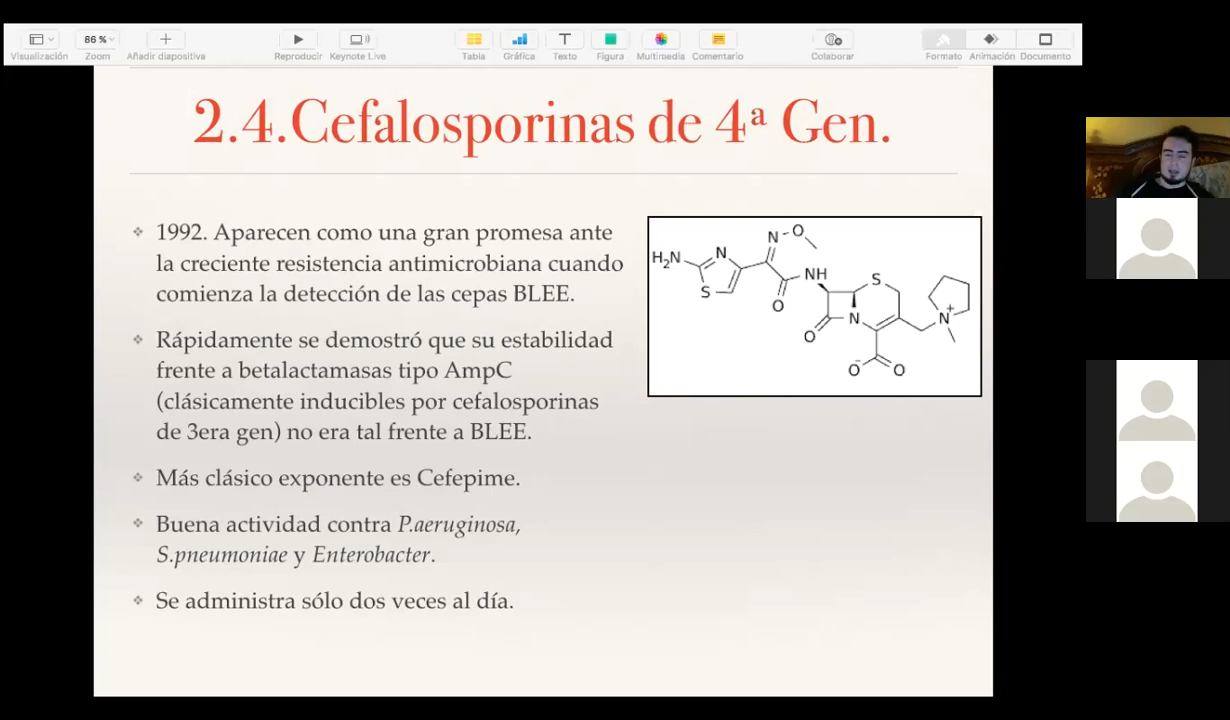 86 %
Visualización
Zoom
Añadir diapositiva
Reproducir
Keynote Live
Tabla
Gráfica
Texto
Figura
Multimedia
Comentario
Colaborar
Formato
Animación
Documento
2.4.Cefalosporinas de 4ª Gen.
1992. Aparecen como una gran promesa ante
la creciente resistencia antimicrobiana cuando
comienza la detección de las cepas BLEE.
Rápidamente se demostró que su estabilidad
frente a betalactamasas tipo AmpC
(clásicamente inducibles por cefalosporinas
de 3era gen) no era tal frente a BLEE.
Más clásico exponente es Cefepime.
Buena actividad contra P.aeruginosa,
S.pneumoniae y Enterobacter.
Se administra sólo dos veces al día.
N O
H2N N NH S
S O N N+
O
O- O